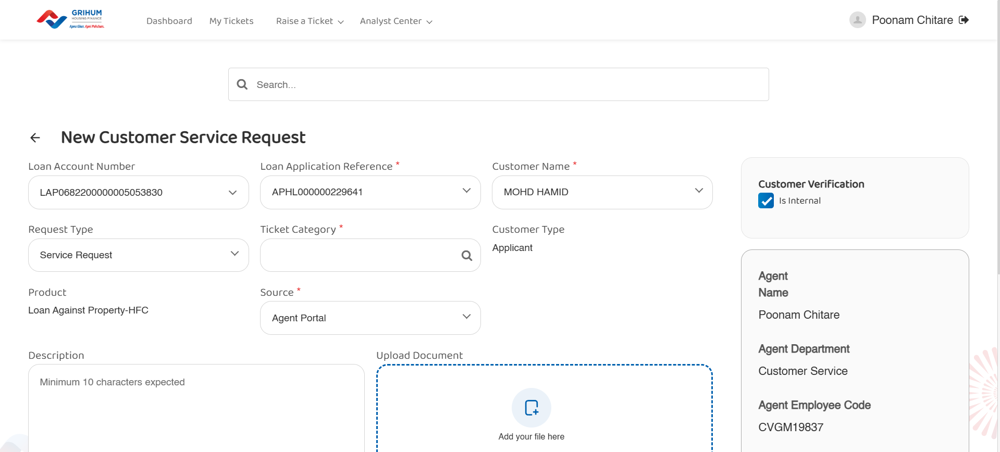 GRIHUM
HOUSING FINANCE
Apna Ghar. Apni Pehchan.
Dashboard
My Tickets
Raise a Ticket
Analyst Center
Poonam Chitare
Search...
New Customer Service Request
Loan Account Number
LAP0682200000005053830
Loan Application Reference *
APHL000000229641
Customer Name *
MOHD HAMID
Request Type
Service Request
Ticket Category *
Customer Type
Applicant
Product
Loan Against Property-HFC
Source *
Agent Portal
Description
Minimum 10 characters expected
Upload Document
Add your file here
Customer Verification
Is Internal
Agent
Name
Poonam Chitare
Agent Department
Customer Service
Agent Employee Code
CVGM19837